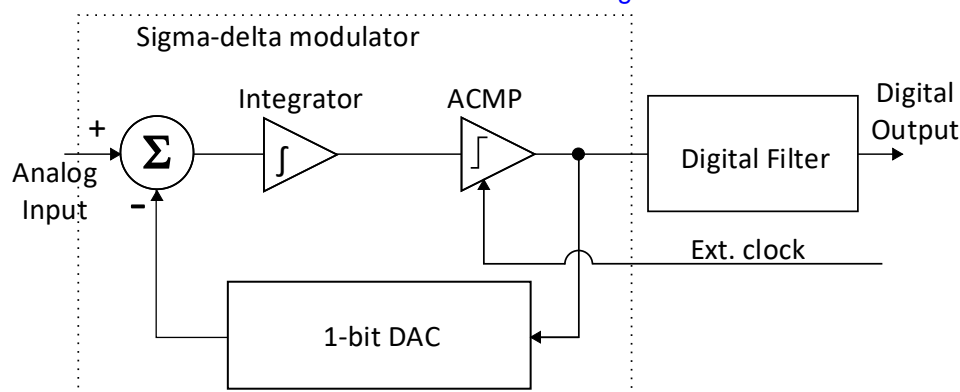 Sigma-delta modulator
Integrator
ACMP
Digital
Output
+
Σ
∫
Digital Filter
Analog
Input
-
Ext. clock
1-bit DAC